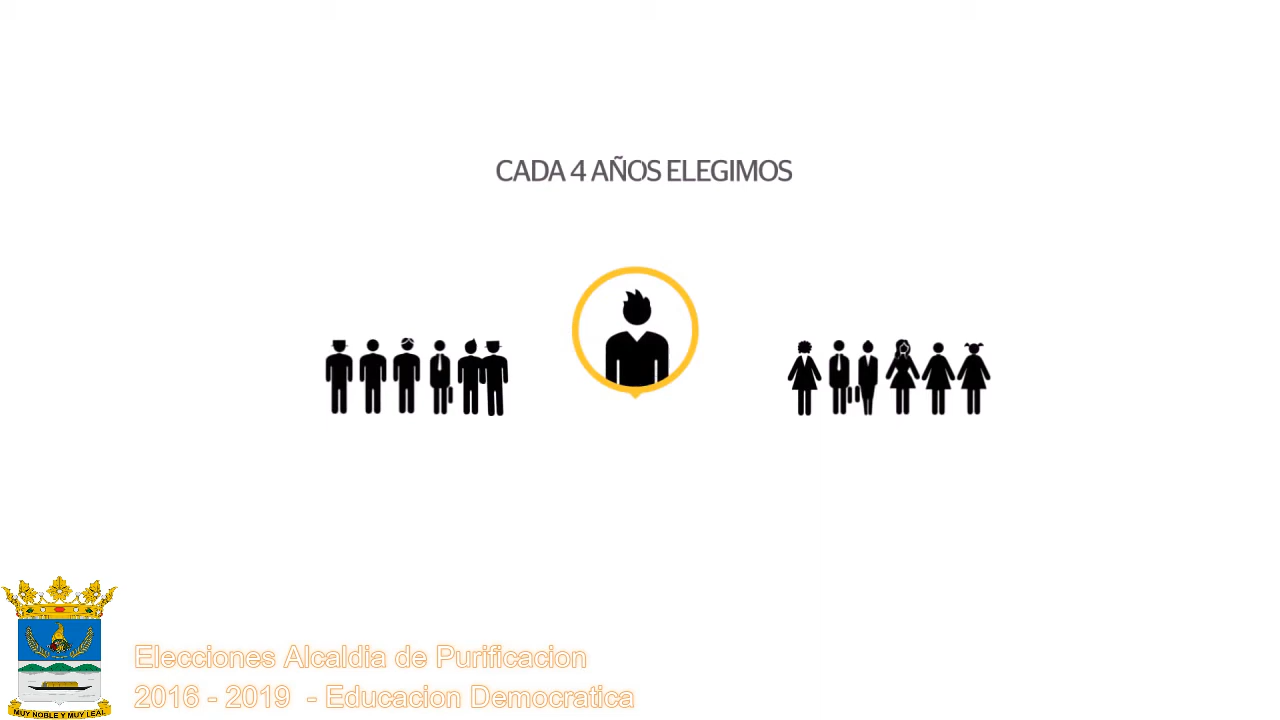 CADA 4 AÑOS ELEGIMOS
Elecciones Alcaldia de Purificacion
2016 - 2019 - Educacion Democratica
MUY NOBLE Y MUY LEAL